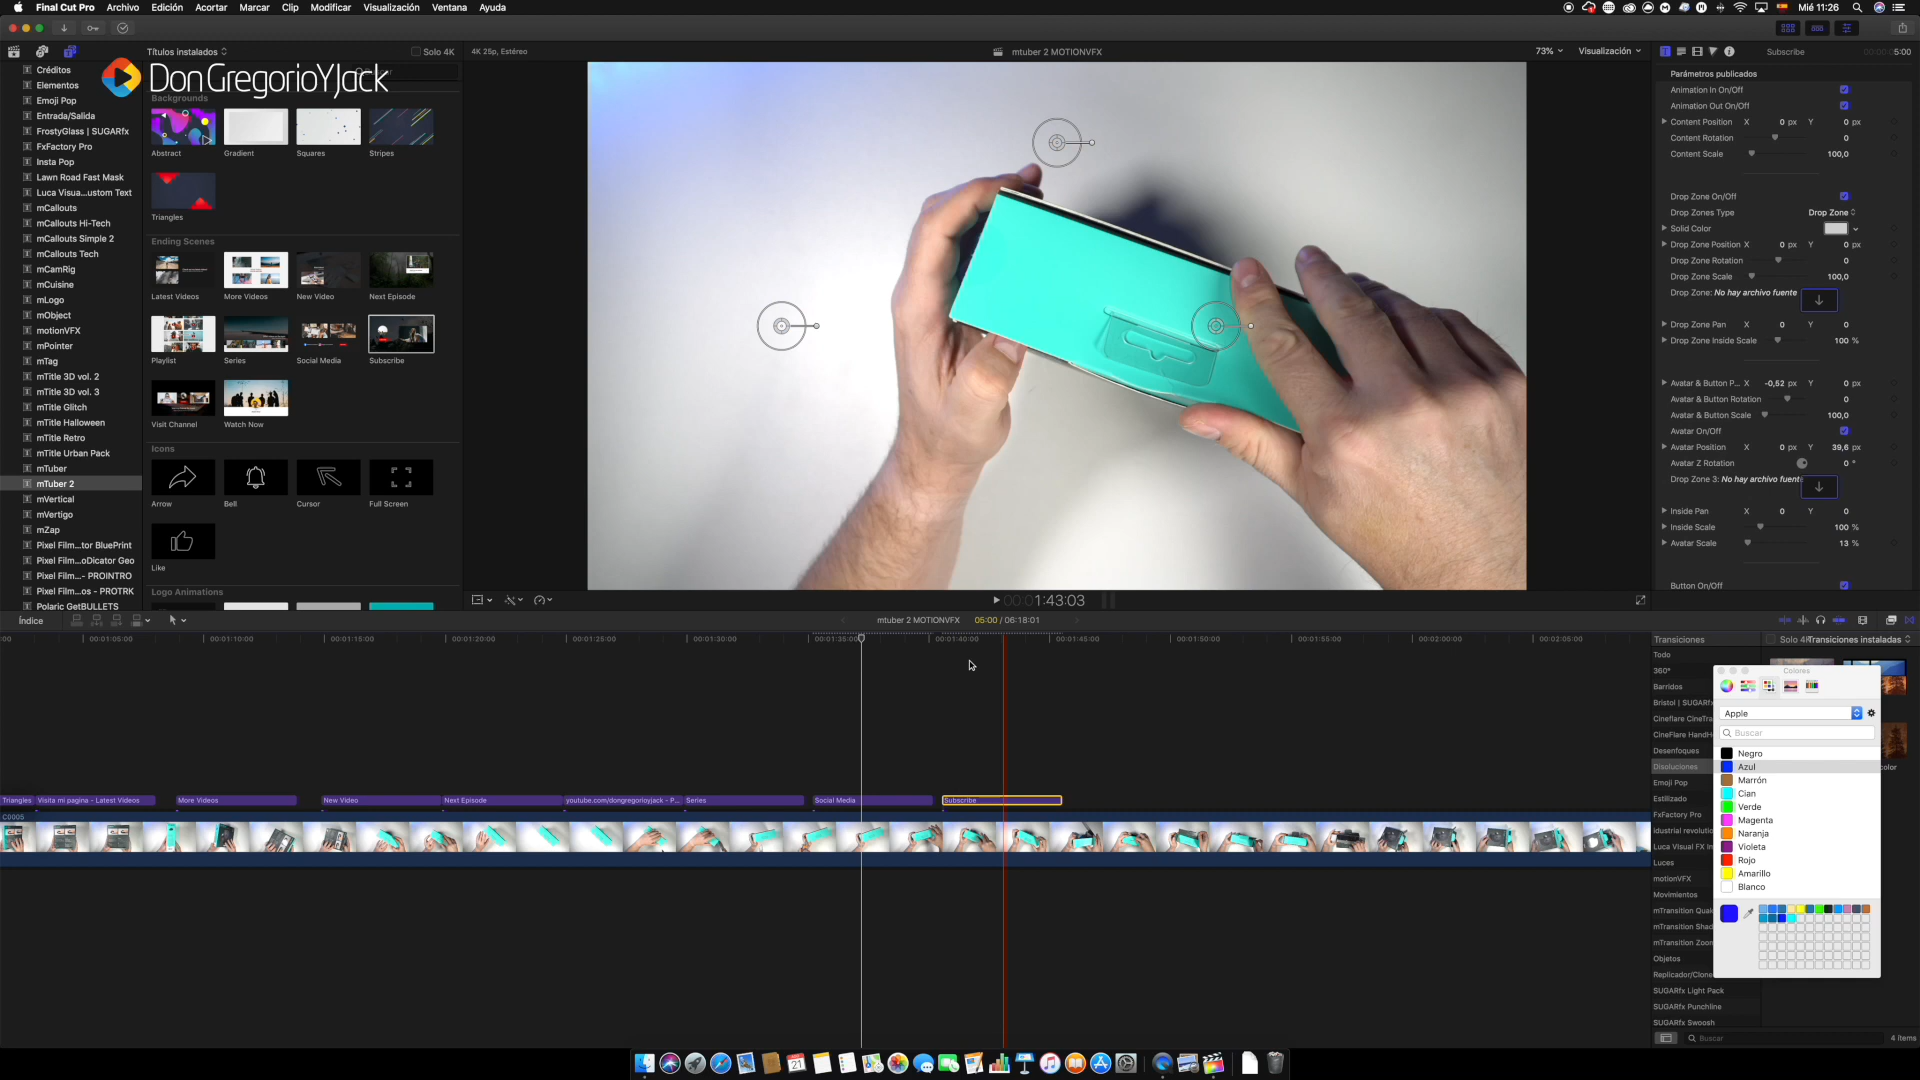 Final Cut Pro Archivo Edición Acortar Marcar Clip Modificar Visualización Ventana Ayuda
Mié 11:26
Títulos instalados
Solo 4K
4K 25p, Estéreo
mtuber 2 MOTIONVFX
73%
Visualización
Subscribe
5:00
DonGregorioYJack
Créditos
Elementos
Emoji Pop
Entrada/Salida
FrostyGlass | SUGARfx
FxFactory Pro
Insta Pop
Lawn Road Fast Mask
Luca Visua...ustom Text
mCallouts
mCallouts Hi-Tech
mCallouts Simple 2
mCallouts Tech
mCamRig
mCuisine
mLogo
mObject
motionVFX
mPointer
mTag
mTitle 3D vol. 2
mTitle 3D vol. 3
mTitle Glitch
mTitle Halloween
mTitle Retro
mTitle Urban Pack
mTuber
mTuber 2
mVertical
mVertigo
mZap
Pixel Film...tor BluePrint
Pixel Film...oDicator Geo
Pixel Film...- PROINTRO
Pixel Film...os - PROTRK
Polaric GetBULLETS
Backgrounds
Abstract
Gradient
Squares
Stripes
Triangles
Ending Scenes
Latest Videos
More Videos
New Video
Next Episode
Playlist
Series
Social Media
Subscribe
Visit Channel
Watch Now
Icons
Arrow
Bell
Cursor
Full Screen
Like
Logo Animations
Parámetros publicados
Animation In On/Off
Animation Out On/Off
Content Position X 0 px Y 0 px
Content Rotation 0
Content Scale 100,0
Drop Zone On/Off
Drop Zones Type Drop Zone
Solid Color
Drop Zone Position X 0 px Y 0 px
Drop Zone Rotation 0
Drop Zone Scale 100,0
Drop Zone: No hay archivo fuente
Drop Zone Pan X 0 Y 0
Drop Zone Inside Scale 100 %
Avatar & Button P... X -0,52 px Y 0 px
Avatar & Button Rotation 0
Avatar & Button Scale 100,0
Avatar On/Off
Avatar Position X 0 px Y 39,6 px
Avatar Z Rotation 0 °
Drop Zone 3: No hay archivo fuent
Inside Pan X 0 Y 0
Inside Scale 100 %
Avatar Scale 13 %
Button On/Off
00:00:1:43:03
Índice
mtuber 2 MOTIONVFX
05:00 / 06:18:01
00:01:05:00
00:01:10:00
00:01:15:00
00:01:20:00
00:01:25:00
00:01:30:00
00:01:35:00
00:01:40:00
00:01:45:00
00:01:50:00
00:01:55:00
00:02:00:00
00:02:05:00
Triangles
Visita mi pagina - Latest Videos
More Videos
New Video
Next Episode
youtube.com/dongregorioyjack - P...
Series
Social Media
Subscribe
C0005
Transiciones
Solo 4K
Transiciones instaladas
Todo
360°
Barridos
Bristol | SUGARf
Cineflare CineTra
CineFlare HandH
Desenfoques
Disoluciones
Emoji Pop
Estilizado
FxFactory Pro
idustrial revolutio
Luca Visual FX In
Luces
motionVFX
Movimientos
mTransition Quak
mTransition Shad
mTransition Zoom
Objetos
Replicador/Clone
SUGARfx Light Pack
SUGARfx Punchline
SUGARfx Swoosh
color
Colores
Apple
Buscar
Negro
Azul
Marrón
Cian
Verde
Magenta
Naranja
Violeta
Rojo
Amarillo
Blanco
Buscar
4 ítems
21